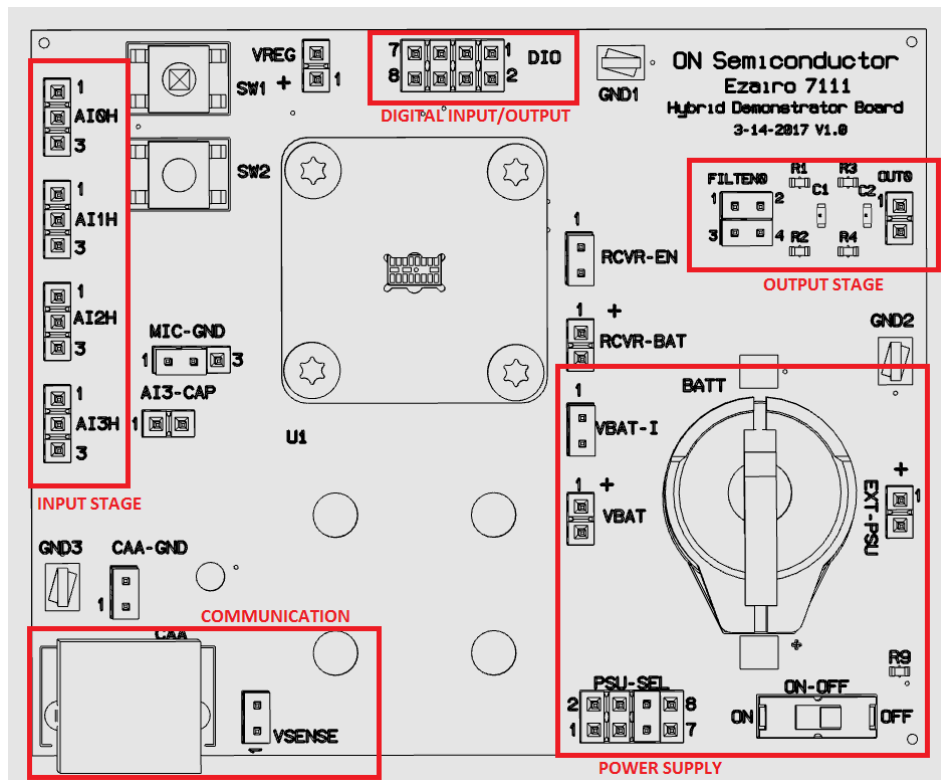 VREG
+
1
SW1
7
8
1
2
DIO
DIGITAL INPUT/OUTPUT
GND1
ON Semiconductor
Ezairo 7111
Hybrid Demonstrator Board
3-14-2017 V1.0
1
AI0H
3
1
AI1H
3
1
AI2H
3
1
AI3H
3
INPUT STAGE
SW2
MIC-GND
1
3
AI3-CAP
1
U1
1
RCVR-EN
1 +
RCVR-BAT
FILTEN0
1
2
3
4
R1
R3
C1
C2
R2
R4
OUT0
1
OUTPUT STAGE
GND2
BATT
1
VBAT-I
1 +
VBAT
+
1
EXT-PSU
+
R9
PSU-SEL
2
8
1
7
ON-OFF
ON
OFF
POWER SUPPLY
GND3
CAA-GND
1
COMMUNICATION
CAA
VSENSE
1